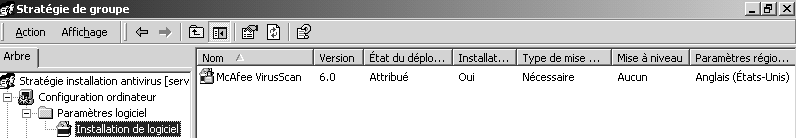 Stratégie de groupe
Action Affichage
Arbre
Nom Version État du déplo... Installat... Type de mise ... Mise à niveau Paramètres régio...
McAfee VirusScan 6.0 Attribué Oui Nécessaire Aucun Anglais (États-Unis)
Stratégie installation antivirus [serv
Configuration ordinateur
Paramètres logiciel
Installation de logiciel